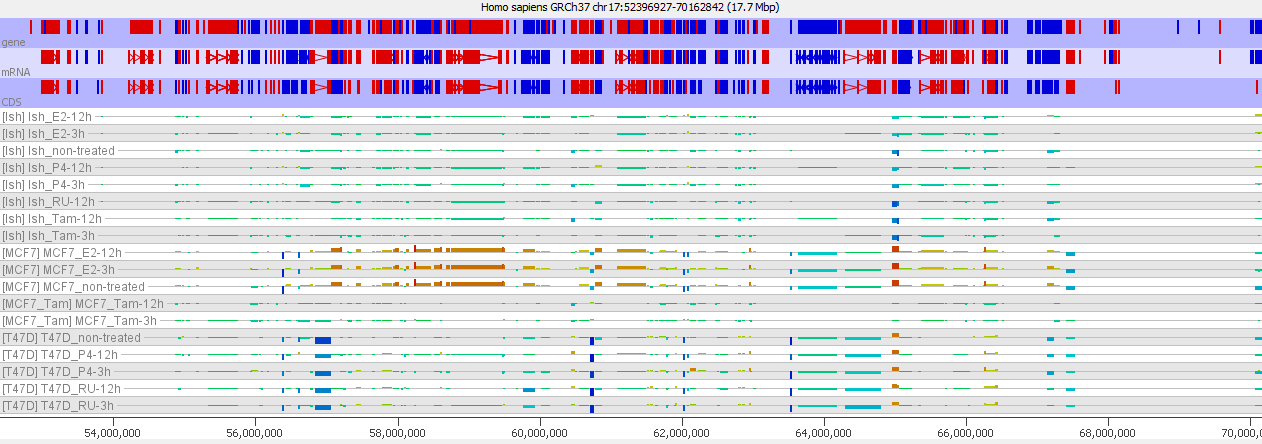 Homo sapiens GRCh37 chr17:52396927-70162842 (17.7 Mbp)
gene
mRNA
CDS
[Ish] Ish_E2-12h
[Ish] Ish_E2-3h
[Ish] Ish_non-treated
[Ish] Ish_P4-12h
[Ish] Ish_P4-3h
[Ish] Ish_RU-12h
[Ish] Ish_Tam-12h
[Ish] Ish_Tam-3h
[MCF7] MCF7_E2-12h
[MCF7] MCF7_E2-3h
[MCF7] MCF7_non-treated
[MCF7_Tam] MCF7_Tam-12h
[MCF7_Tam] MCF7_Tam-3h
[T47D] T47D_non-treated
[T47D] T47D_P4-12h
[T47D] T47D_P4-3h
[T47D] T47D_RU-12h
[T47D] T47D_RU-3h
54,000,000 56,000,000 58,000,000 60,000,000 62,000,000 64,000,000 66,000,000 68,000,000 70,000,0